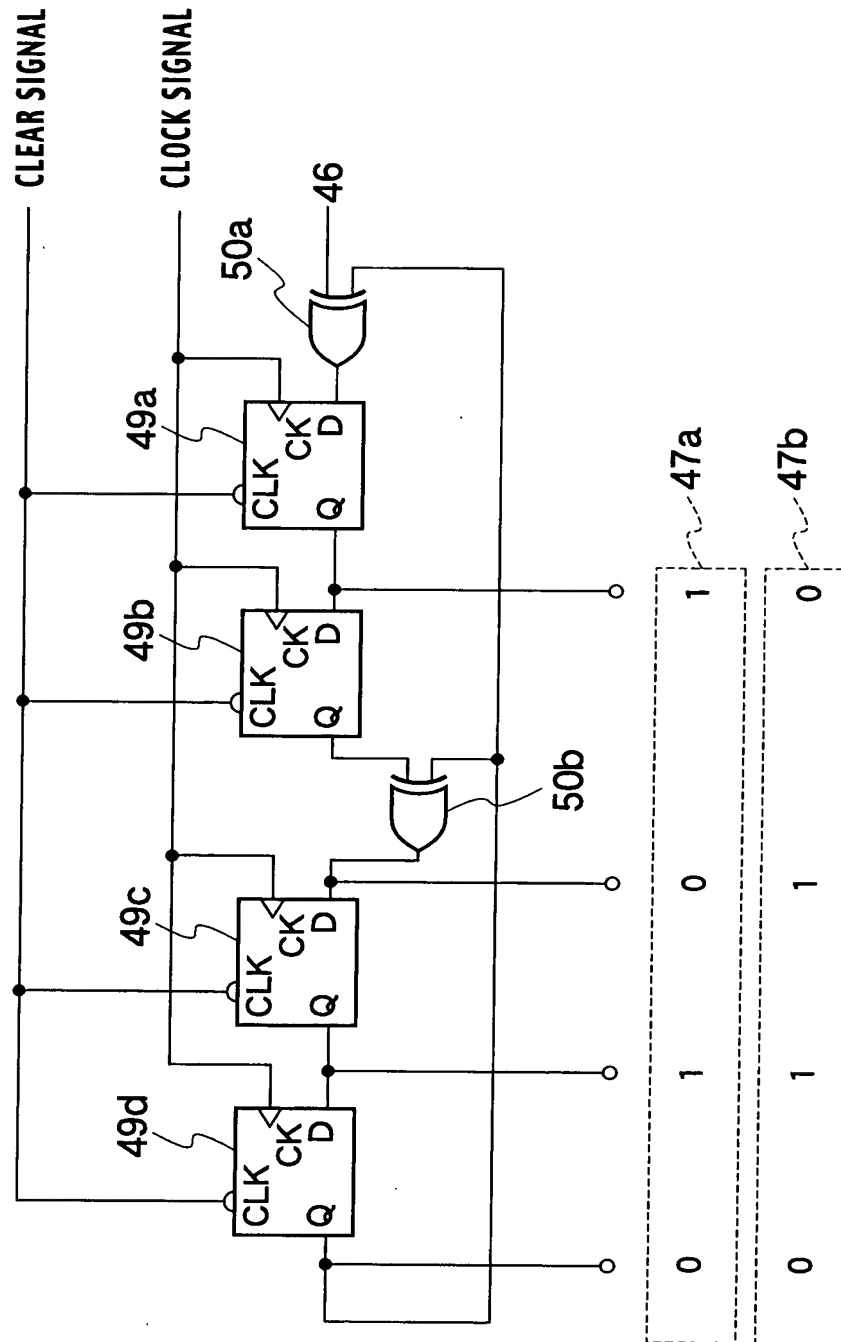 CLEAR SIGNAL
CLOCK SIGNAL
46
50a
49a
CLK
CK
D
Q
49b
CLK
CK
D
Q
50b
49c
CLK
CK
D
Q
49d
CLK
CK
D
Q
0 1 0 1 47a
0 1 1 0 47b